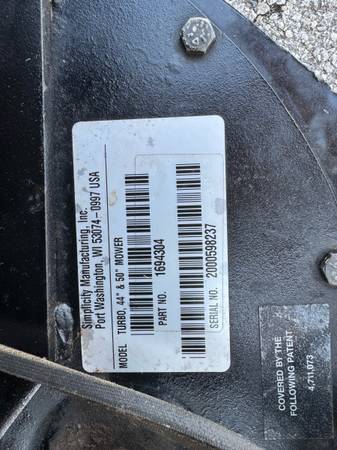 Simplicity Manufacturing, Inc.
Port Washington, WI 53074-0997 USA
MODEL TURBO, 44" & 50" MOWER
PART NO. 1694304
SERIAL NO. 2000598237
COVERED BY THE
FOLLOWING PATENT
4,711,073